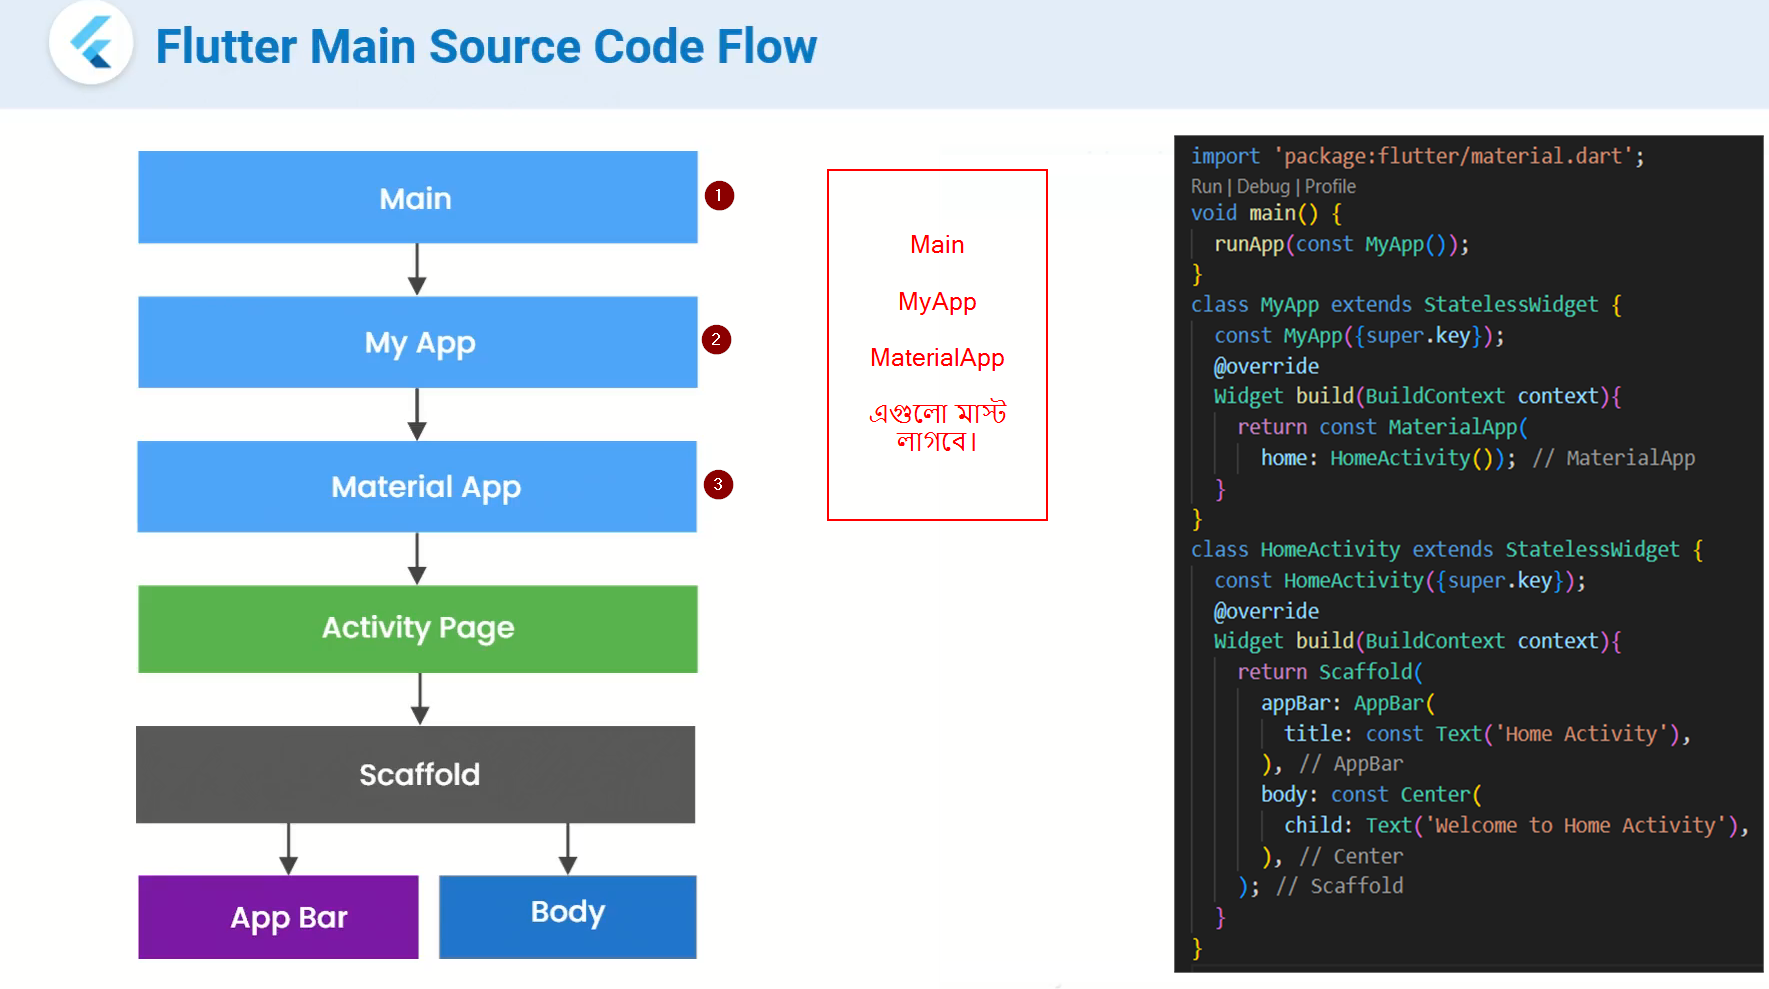 Flutter Main Source Code Flow
Main
1
My App
2
Material App
3
Activity Page
Scaffold
App Bar
Body
Main
MyApp
MaterialApp
এগুলো মাস্ট
লাগবে।
import 'package:flutter/material.dart';
Run | Debug | Profile
void main() {
runApp(const MyApp());
}
class MyApp extends StatelessWidget {
const MyApp({super.key});
@override
Widget build(BuildContext context){
return const MaterialApp(
home: HomeActivity()); // MaterialApp
}
}
class HomeActivity extends StatelessWidget {
const HomeActivity({super.key});
@override
Widget build(BuildContext context){
return Scaffold(
appBar: AppBar(
title: const Text('Home Activity'),
), // AppBar
body: const Center(
child: Text('Welcome to Home Activity'),
), // Center
); // Scaffold
}
}